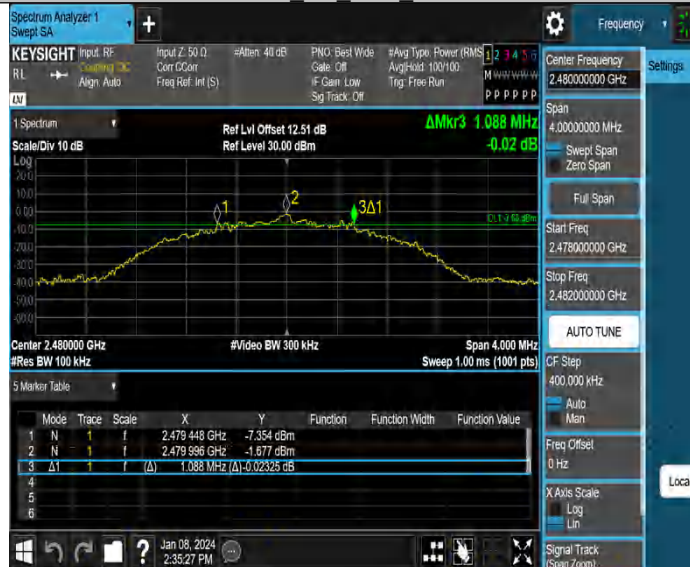 Spectrum Analyzer 1
Swept SA
Frequency
KEYSIGHT Input: RF
Input Z: 50 Ω
#Atten: 40 dB
PNO: Best Wide
#Avg Type: Power (RMS
1 2 3 4 5 6
RL
Coupling: DC
Corr CCorr
Gate: Off
Avg|Hold: 100/100
M W W W W W
Align: Auto
Freq Ref: Int (S)
IF Gain: Low
Trig: Free Run
Sig Track: Off
P P P P P P
1 Spectrum
Scale/Div 10 dB
Ref Lvl Offset 12.51 dB
Ref Level 30.00 dBm
ΔMkr3 1.088 MHz
-0.02 dB
Log
20.0
10.0
0.00
-10.0
-20.0
-30.0
-40.0
-50.0
1
2
3Δ1
Center 2.480000 GHz
#Video BW 300 kHz
Span 4.000 MHz
#Res BW 100 kHz
Sweep 1.00 ms (1001 pts)
5 Marker Table
Mode Trace Scale X Y Function Function Width Function Value
1 N 1 f 2.479 448 GHz -7.354 dBm
2 N 1 f 2.479 996 GHz -1.677 dBm
3 Δ1 1 f (Δ) 1.088 MHz (Δ) -0.02325 dB
4
5
6
?
Jan 08, 2024
2:35:27 PM
Center Frequency
2.480000000 GHz
Settings
Span
4.00000000 MHz
Swept Span
Zero Span
Full Span
Start Freq
2.478000000 GHz
Stop Freq
2.482000000 GHz
AUTO TUNE
CF Step
400.000 kHz
Auto
Man
Freq Offset
0 Hz
X Axis Scale
Log
Lin
Loca
Signal Track
(Span Zoom)